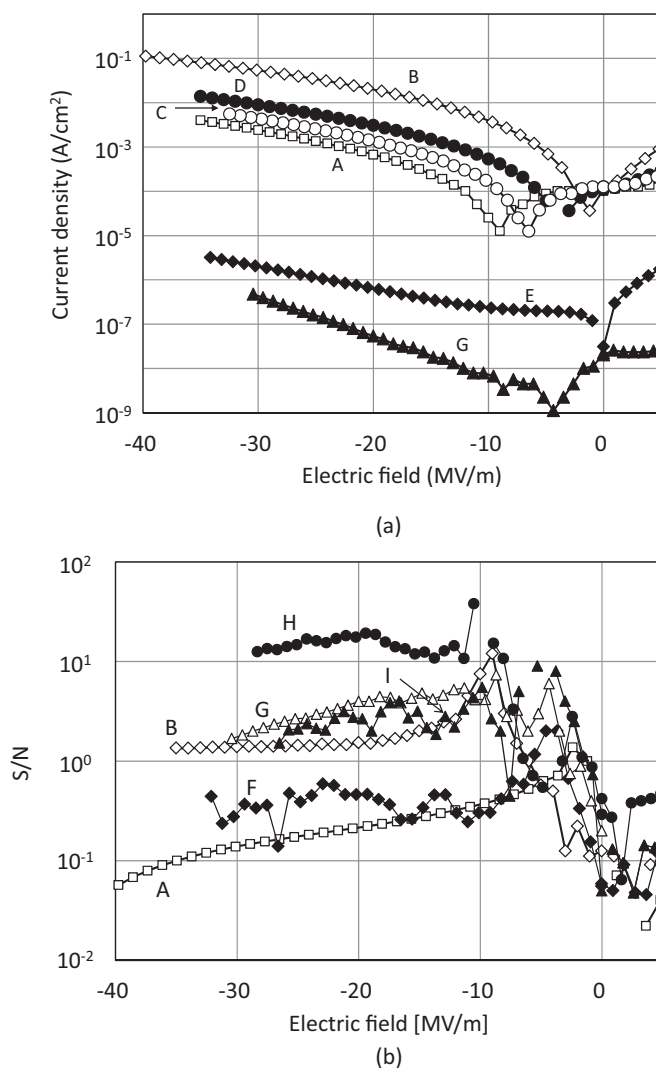 10⁻¹
10⁻³
10⁻⁵
10⁻⁷
10⁻⁹
Current density (A/cm²)
B
D
C
A
E
G
-40 -30 -20 -10 0
Electric field (MV/m)
(a)
10²
10¹
10⁰
10⁻¹
10⁻²
S/N
H
I
G
B
F
A
-40 -30 -20 -10 0
Electric field [MV/m]
(b)